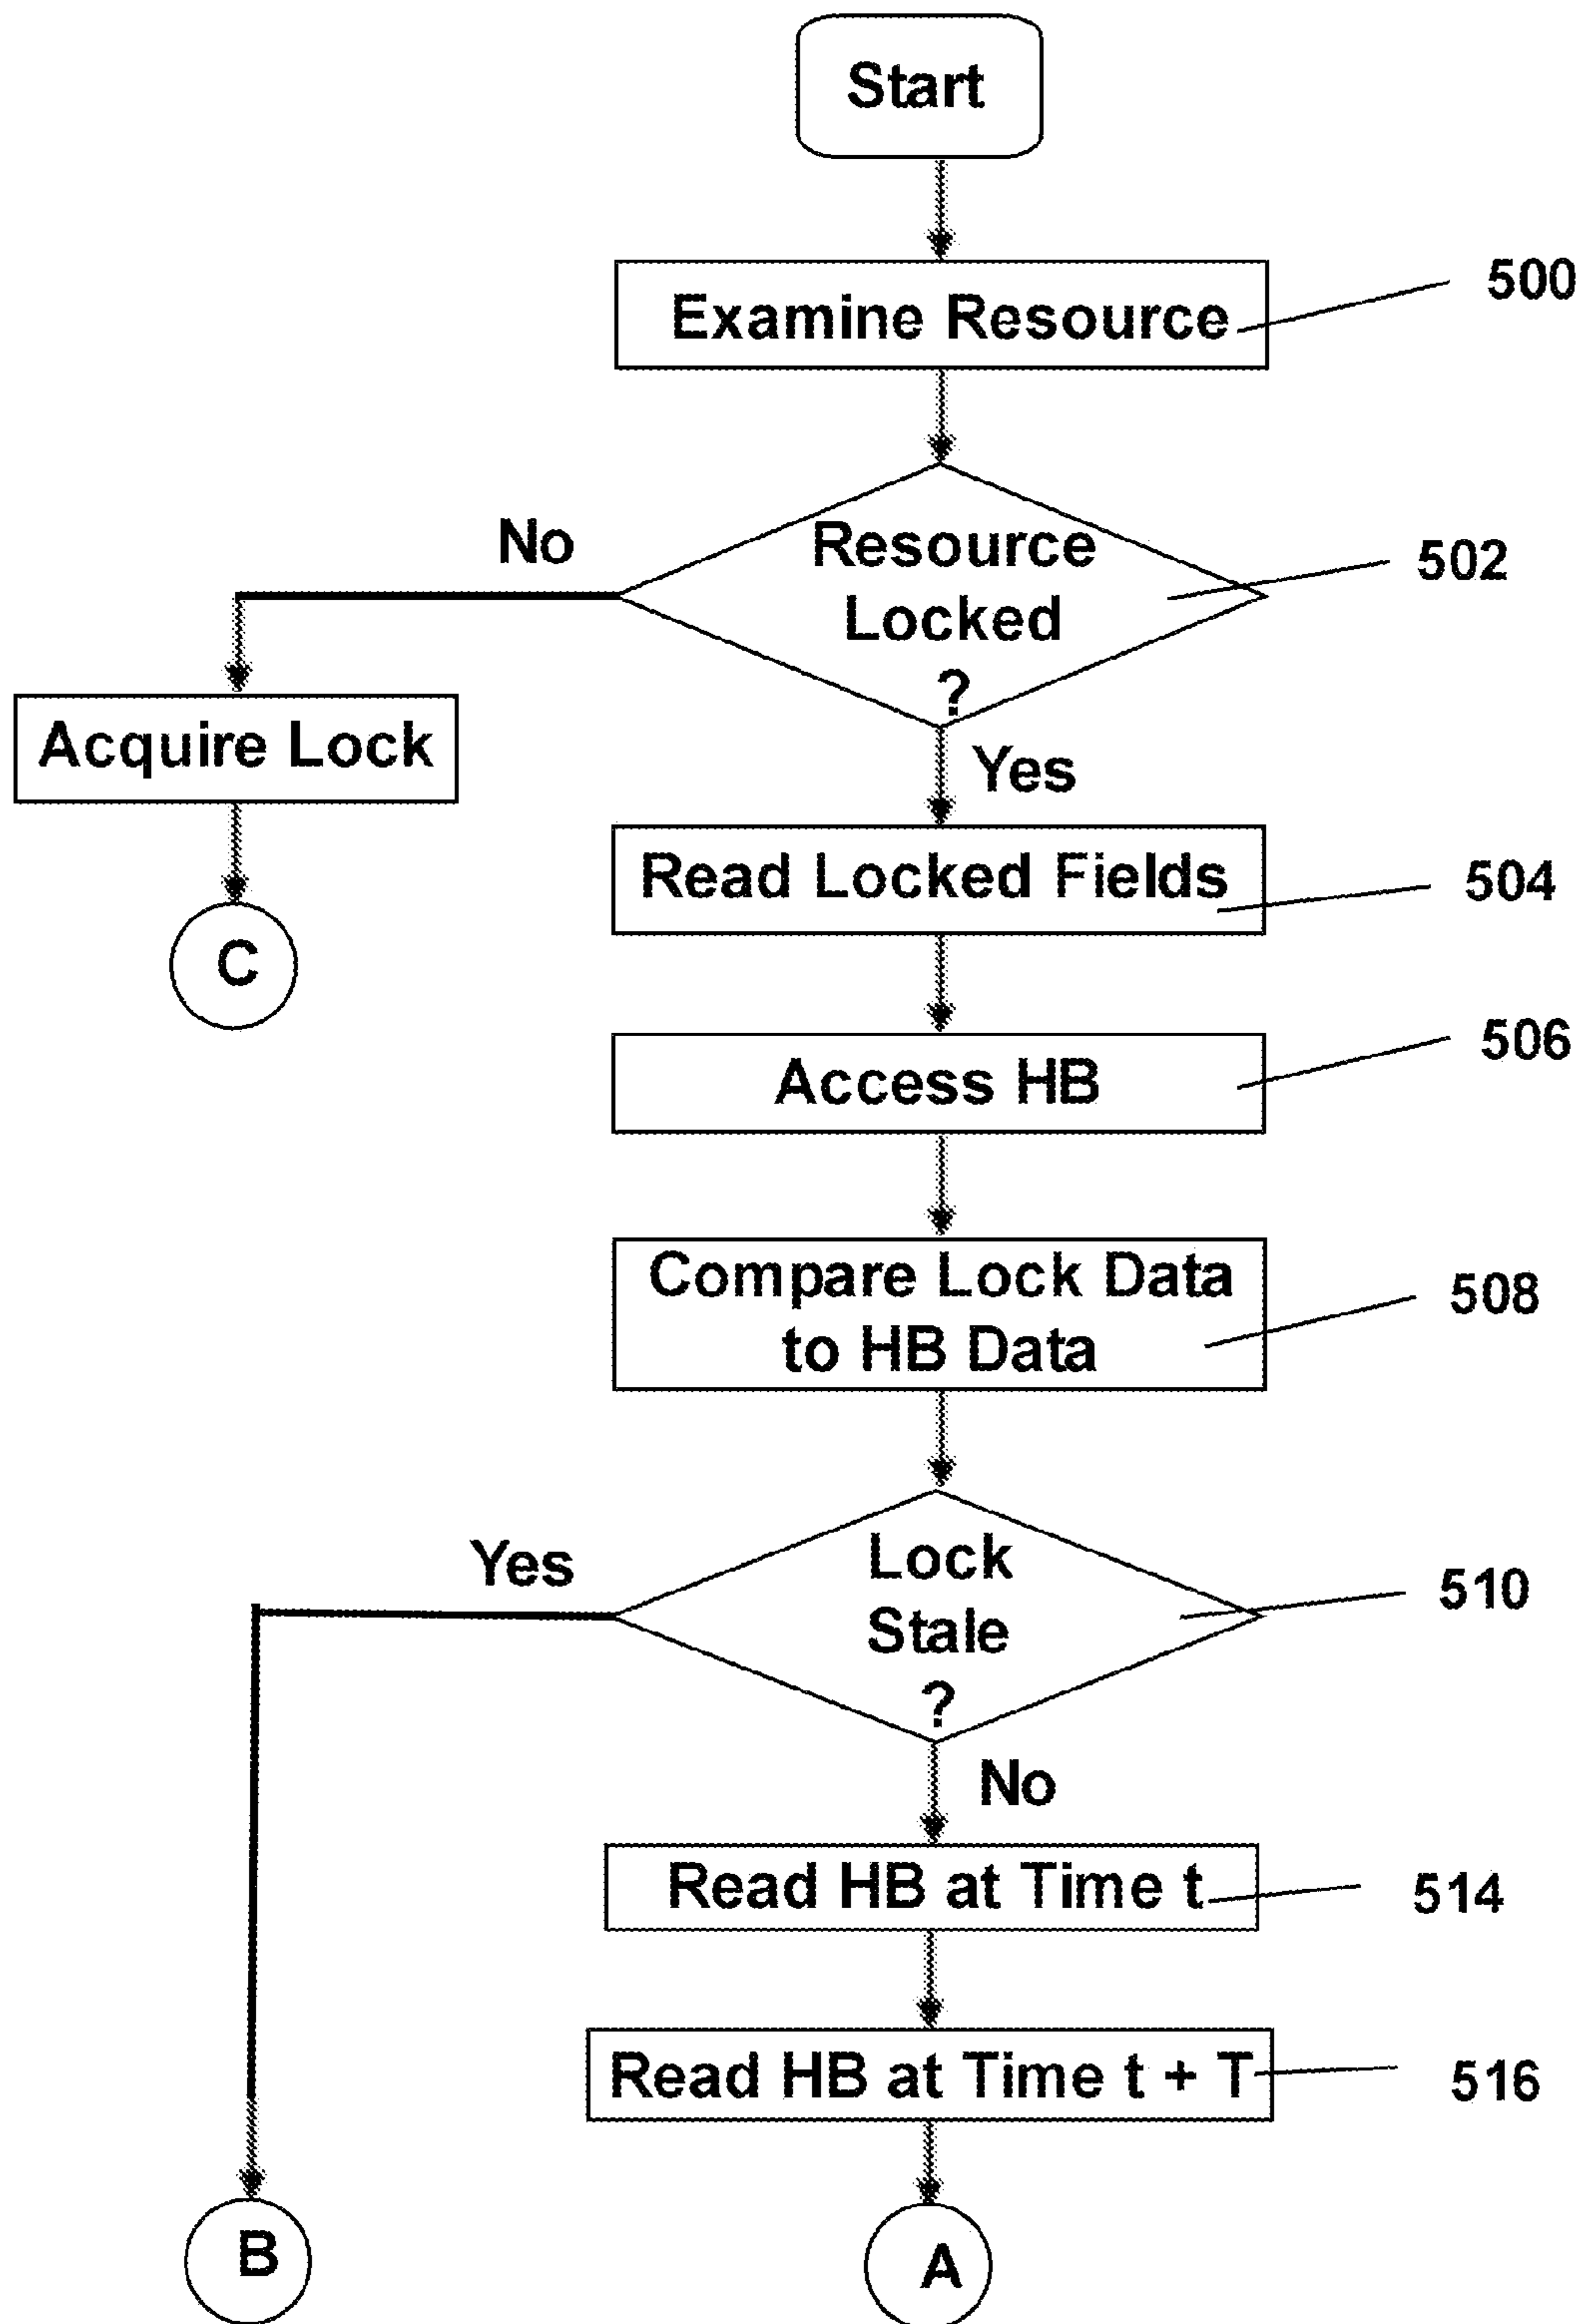 Start
Examine Resource
500
No
Resource
Locked
?
502
Yes
Acquire Lock
C
Read Locked Fields
504
Access HB
506
Compare Lock Data
to HB Data
508
Yes
Lock
Stale
?
510
No
Read HB at Time t
514
Read HB at Time t + T
516
B
A